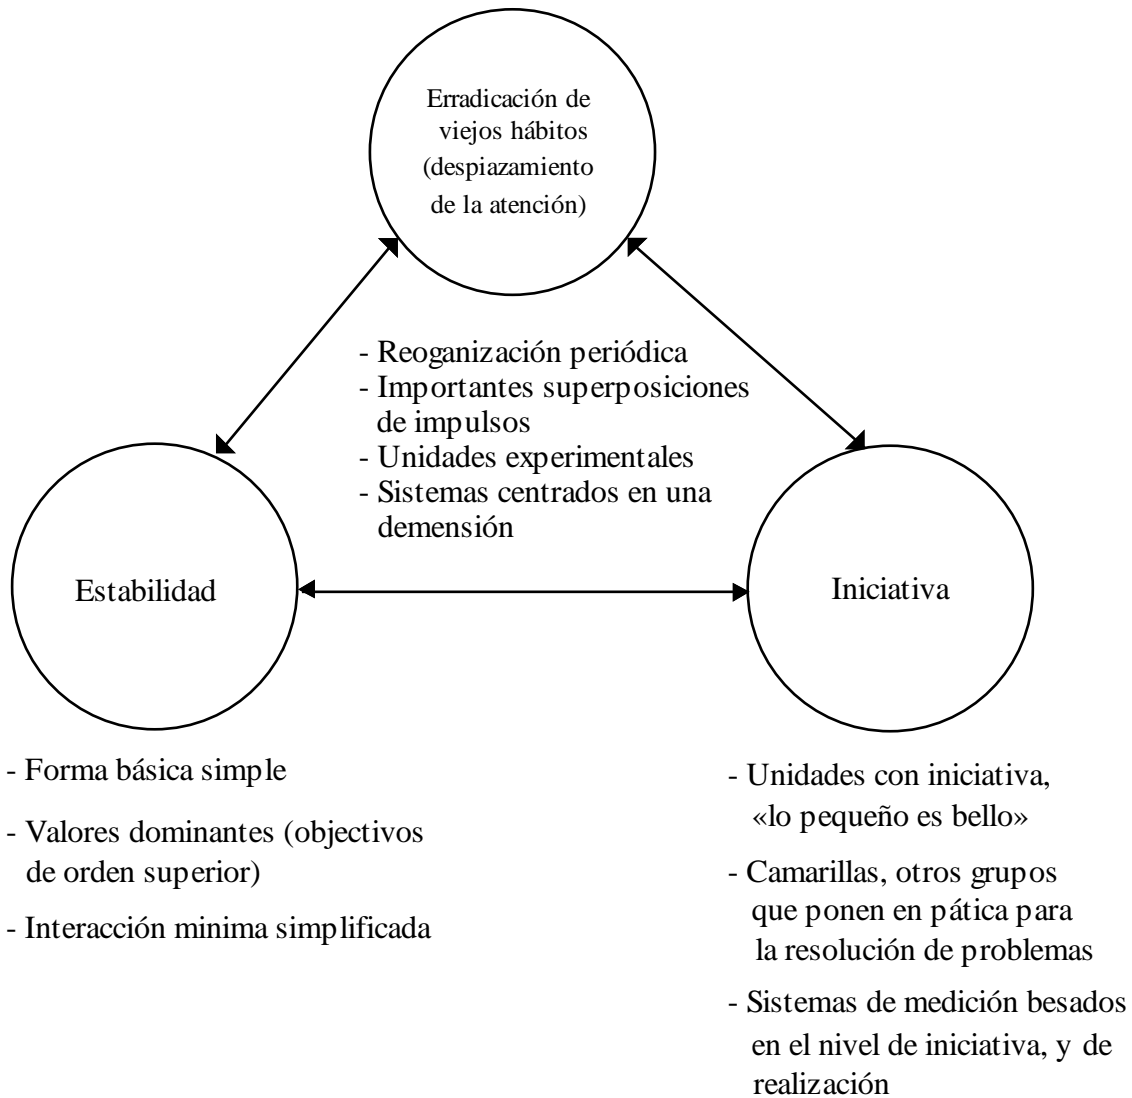 Erradicación de
viejos hábitos
(despiazamiento
de la atención)
- Reoganización periódica
- Importantes superposiciones
de impulsos
- Unidades experimentales
- Sistemas centrados en una
demensión
Estabilidad
Iniciativa
- Forma básica simple
- Valores dominantes (objectivos
de orden superior)
- Interacción minima simplificada
- Unidades con iniciativa,
«lo pequeño es bello»
- Camarillas, otros grupos
que ponen en pática para
la resolución de problemas
- Sistemas de medición besados
en el nivel de iniciativa, y de
realización